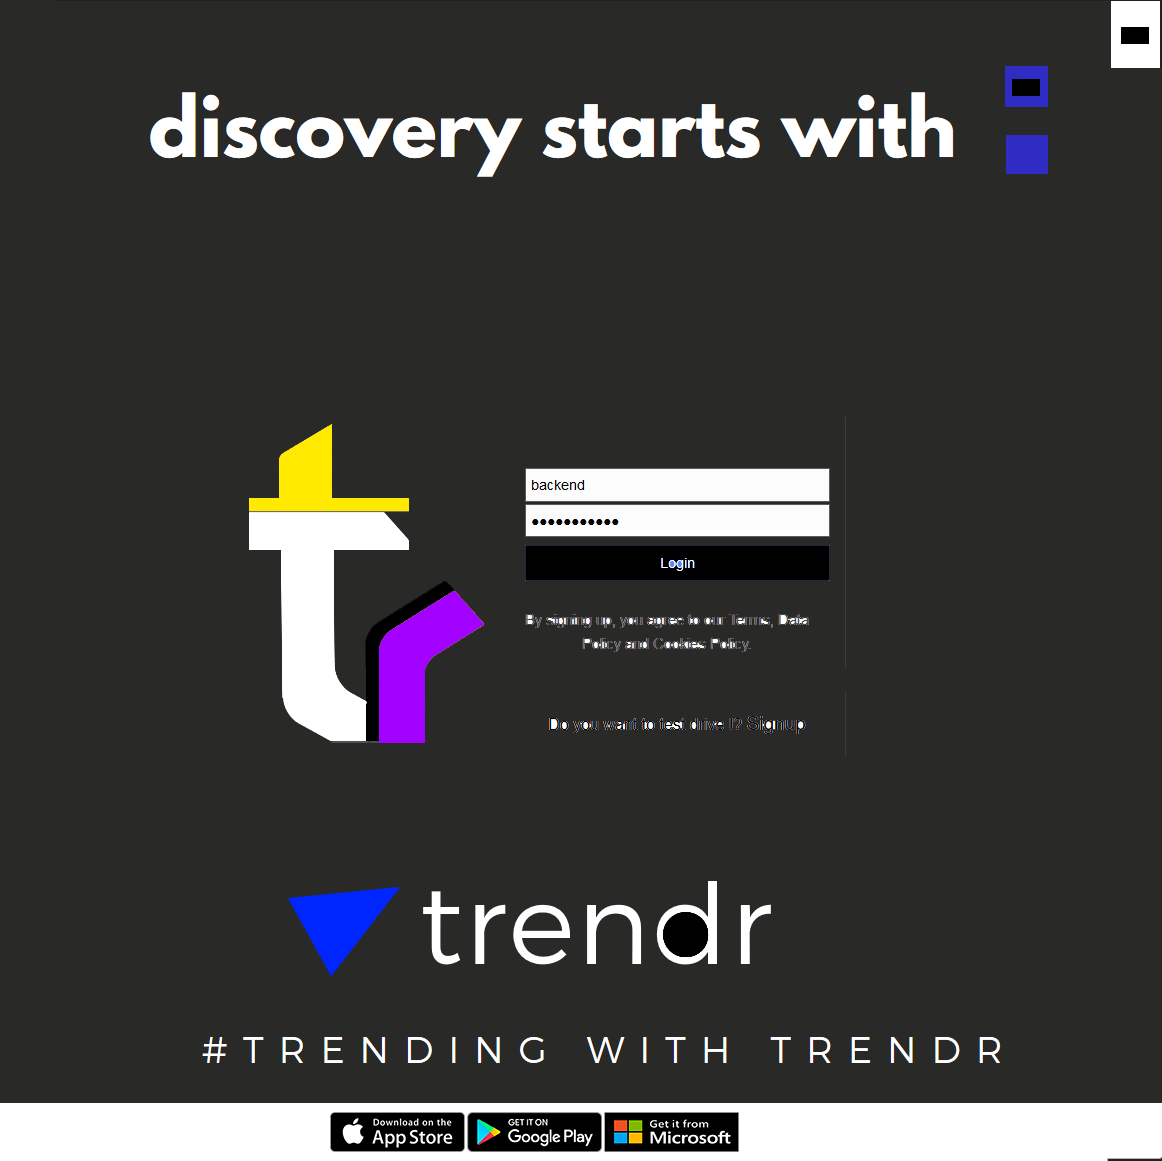 discovery starts with
tr
backend
Login
By signing up, you agree to our Terms, Data
Policy and Cookies Policy.
Do you want to test drive 1? Signup
trendr
#TRENDING WITH TRENDR
Download on the
App Store
GET IT ON
Google Play
Get it from
Microsoft